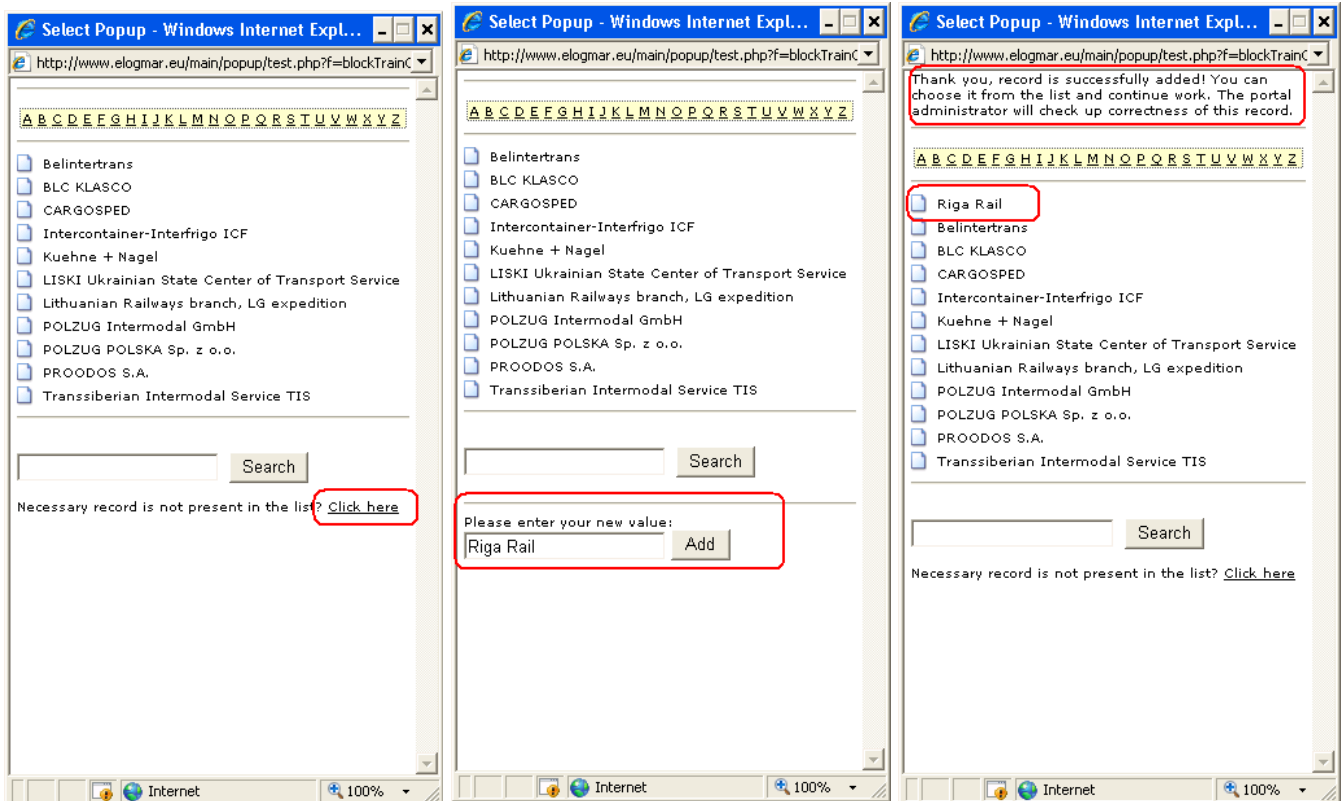 Select Popup - Windows Internet Expl...
http://www.elogmar.eu/main/popup/test.php?f=blockTrainC
A B C D E F G H I J K L M N O P Q R S T U V W X Y Z
Belintertrans
BLC KLASCO
CARGOSPED
Intercontainer-Interfrigo ICF
Kuehne + Nagel
LISKI Ukrainian State Center of Transport Service
Lithuanian Railways branch, LG expedition
POLZUG Intermodal GmbH
POLZUG POLSKA Sp. z o.o.
PROODOS S.A.
Transsiberian Intermodal Service TIS
Search
Necessary record is not present in the list? Click here
Internet 100%
Select Popup - Windows Internet Expl...
http://www.elogmar.eu/main/popup/test.php?f=blockTrainC
A B C D E F G H I J K L M N O P Q R S T U V W X Y Z
Belintertrans
BLC KLASCO
CARGOSPED
Intercontainer-Interfrigo ICF
Kuehne + Nagel
LISKI Ukrainian State Center of Transport Service
Lithuanian Railways branch, LG expedition
POLZUG Intermodal GmbH
POLZUG POLSKA Sp. z o.o.
PROODOS S.A.
Transsiberian Intermodal Service TIS
Search
Please enter your new value:
Riga Rail Add
Internet 100%
Select Popup - Windows Internet Expl...
http://www.elogmar.eu/main/popup/test.php?f=blockTrainC
Thank you, record is successfully added! You can
choose it from the list and continue work. The portal
administrator will check up correctness of this record.
A B C D E F G H I J K L M N O P Q R S T U V W X Y Z
Riga Rail
Belintertrans
BLC KLASCO
CARGOSPED
Intercontainer-Interfrigo ICF
Kuehne + Nagel
LISKI Ukrainian State Center of Transport Service
Lithuanian Railways branch, LG expedition
POLZUG Intermodal GmbH
POLZUG POLSKA Sp. z o.o.
PROODOS S.A.
Transsiberian Intermodal Service TIS
Search
Necessary record is not present in the list? Click here
Internet 100%